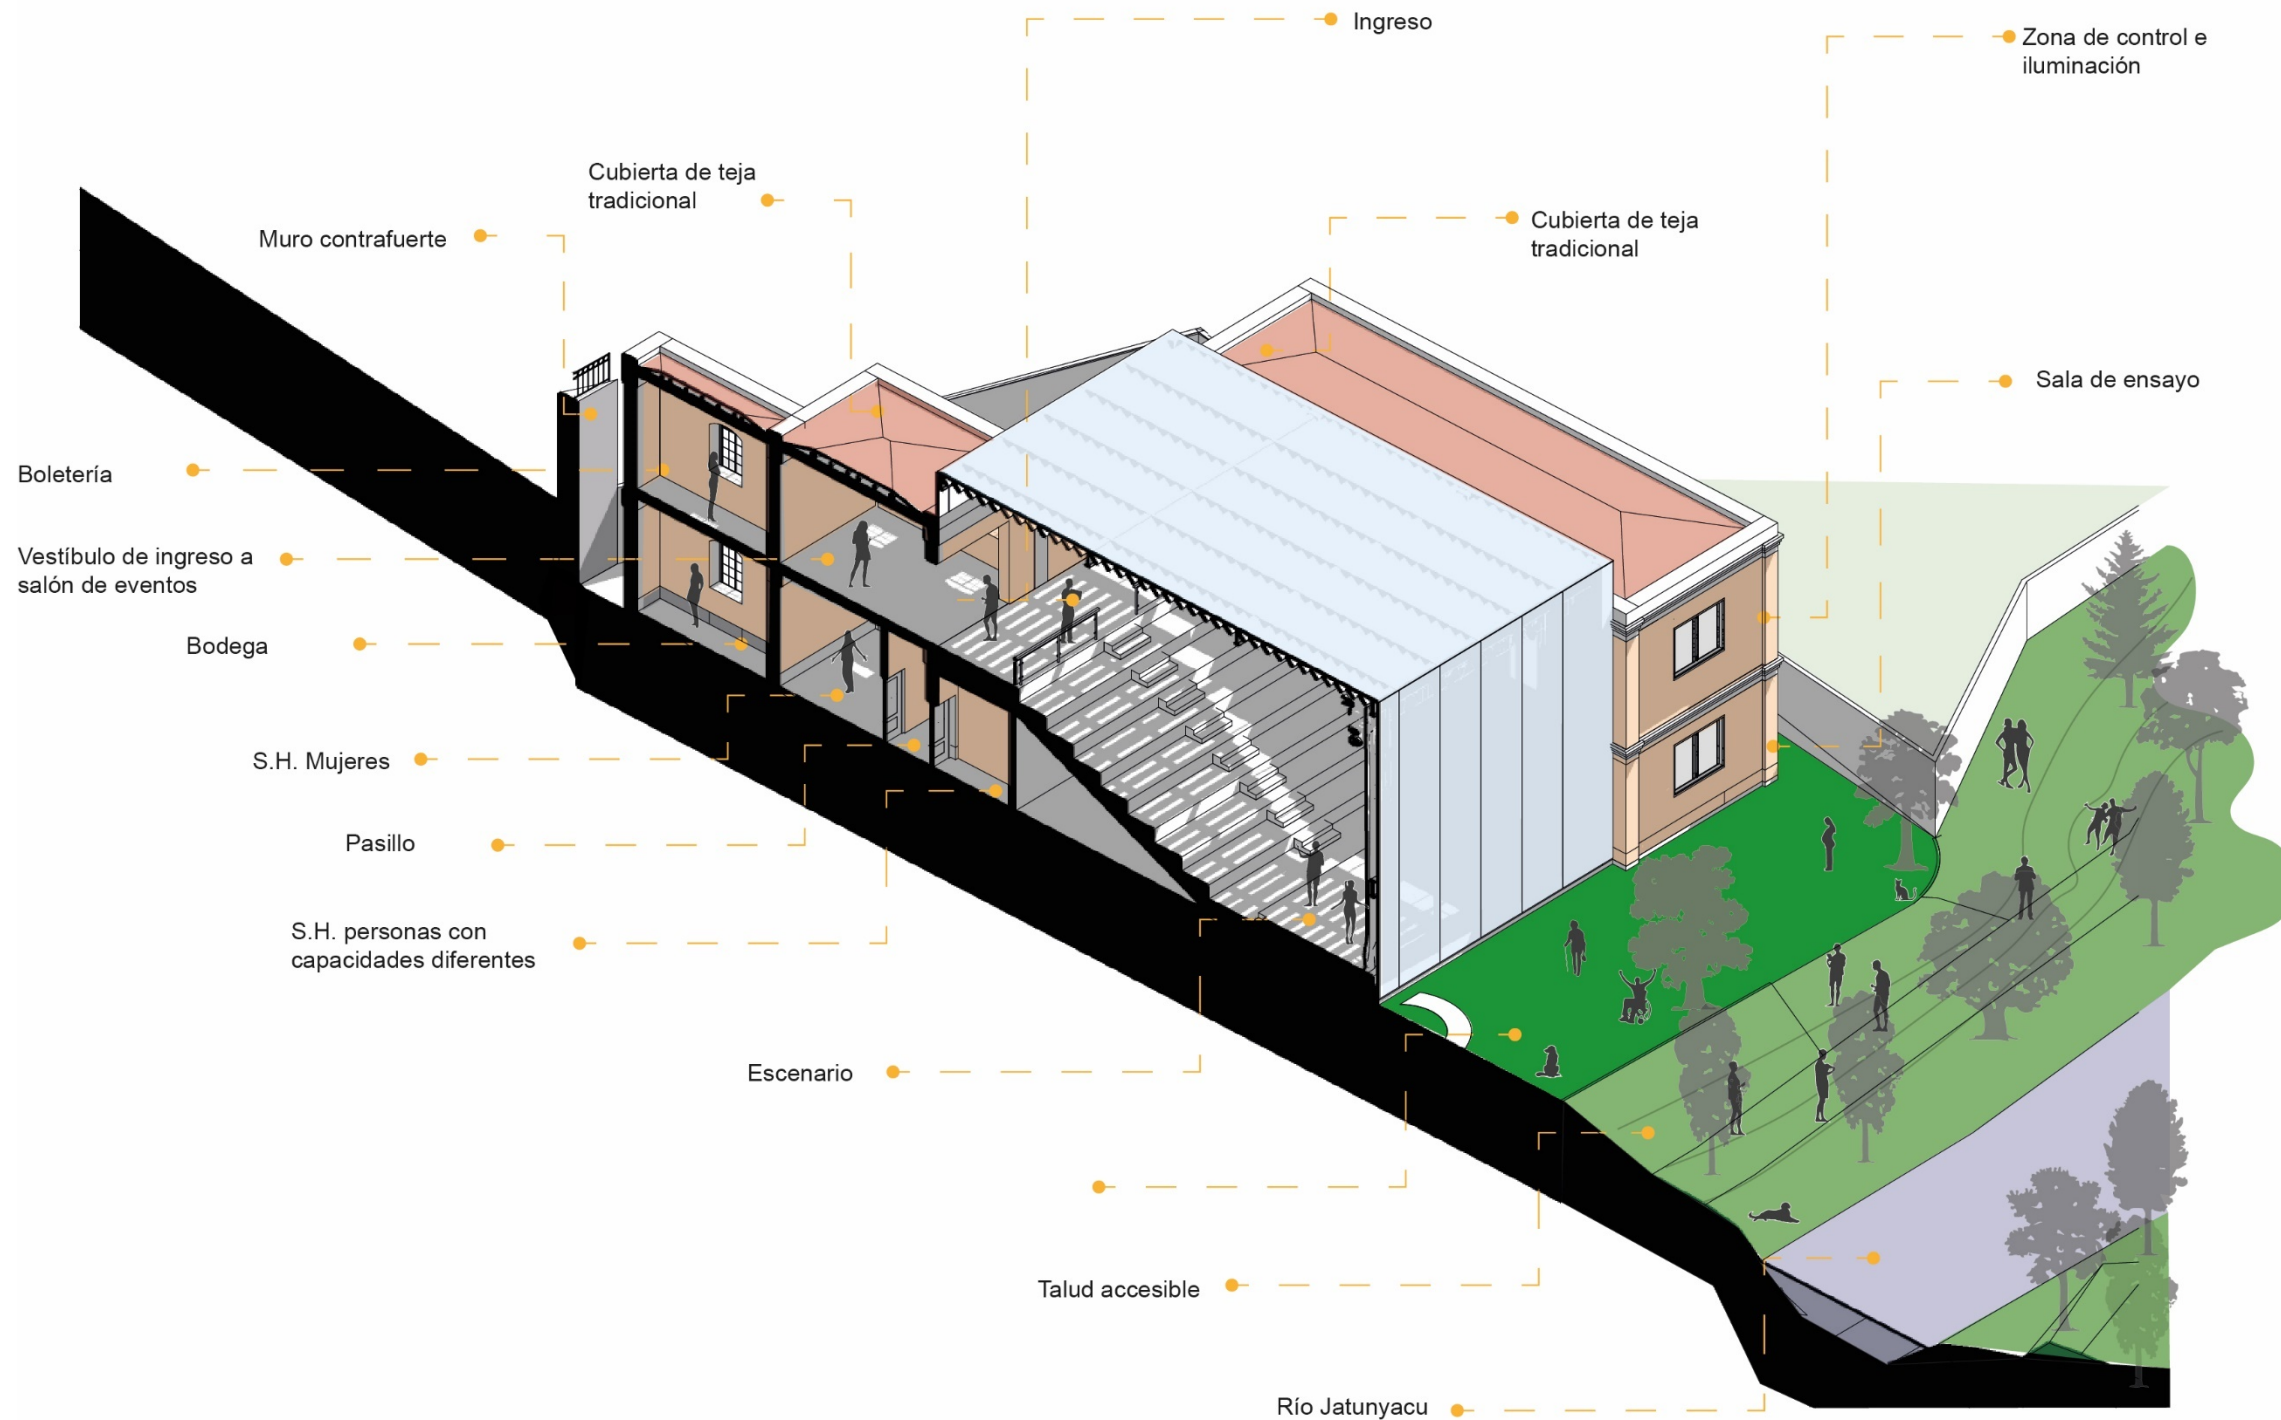 Ingreso
Zona de control e
iluminación
Cubierta de teja
tradicional
Muro contrafuerte
Cubierta de teja
tradicional
Sala de ensayo
Boletería
Vestíbulo de ingreso a
salón de eventos
Bodega
S.H. Mujeres
Pasillo
S.H. personas con
capacidades diferentes
Escenario
Talud accesible
Río Jatunyacu